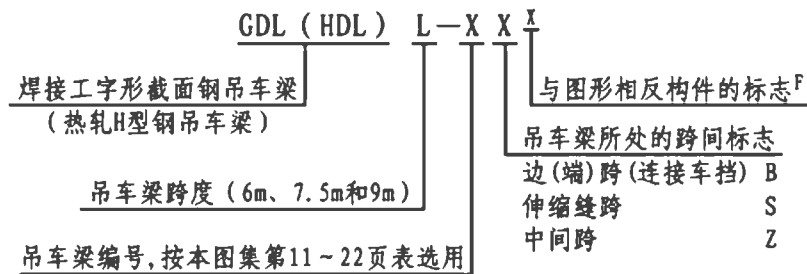 GDL(HDL) L-X X X
焊接工字形截面钢吊车梁
(热轧H型钢吊车梁)
与图形相反构件的标志F
吊车梁所处的跨间标志
边(端)跨(连接车挡) B
伸缩缝跨 S
中间跨 Z
吊车梁跨度(6m、7.5m和9m)
吊车梁编号,按本图集第11~22页表选用